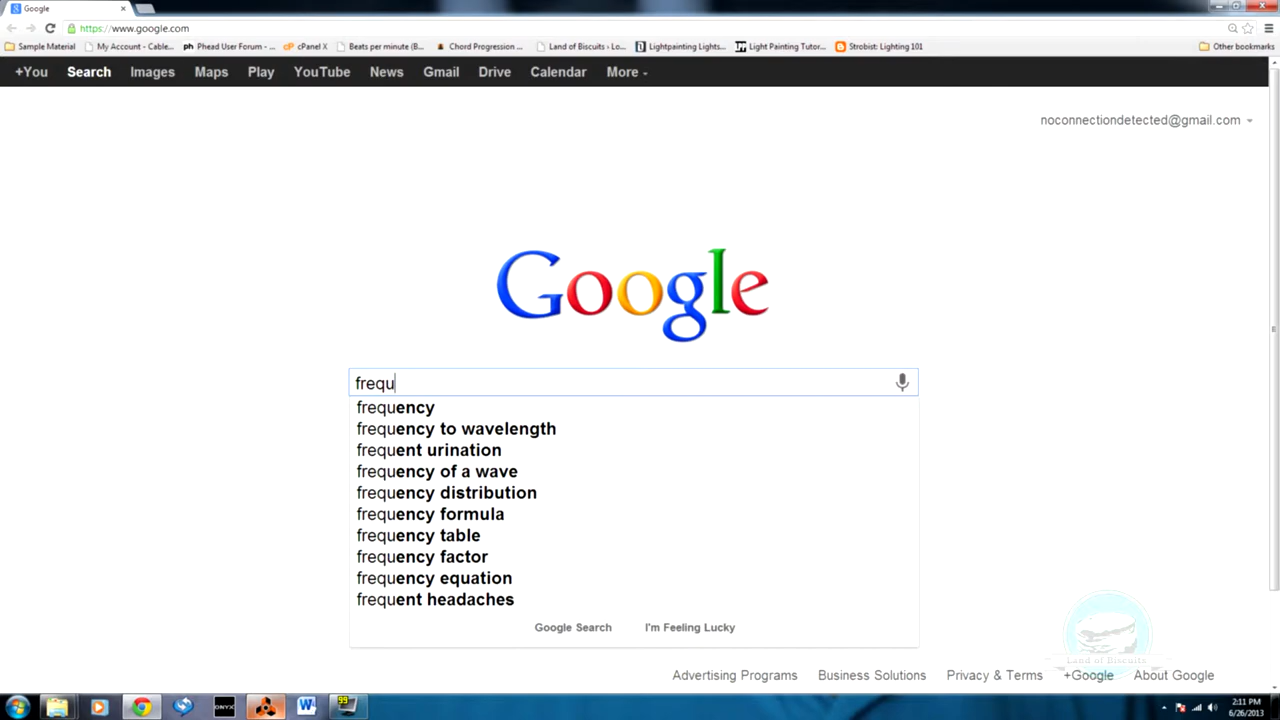 Google
https://www.google.com
Sample Material My Account - Cable... Phead User Forum - ... cPanel X Beats per minute (B... Chord Progression ... Land of Biscuits › Lo... Lightpainting Lights... Light Painting Tutor... Strobist: Lighting 101 Other bookmarks
+You Search Images Maps Play YouTube News Gmail Drive Calendar More
noconnectiondetected@gmail.com
Google
frequ
frequency
frequency to wavelength
frequent urination
frequency of a wave
frequency distribution
frequency formula
frequency table
frequency factor
frequency equation
frequent headaches
Google Search I'm Feeling Lucky
Land of Biscuits
Advertising Programs Business Solutions Privacy & Terms +Google About Google
ONYX 99 2:11 PM
6/26/2013